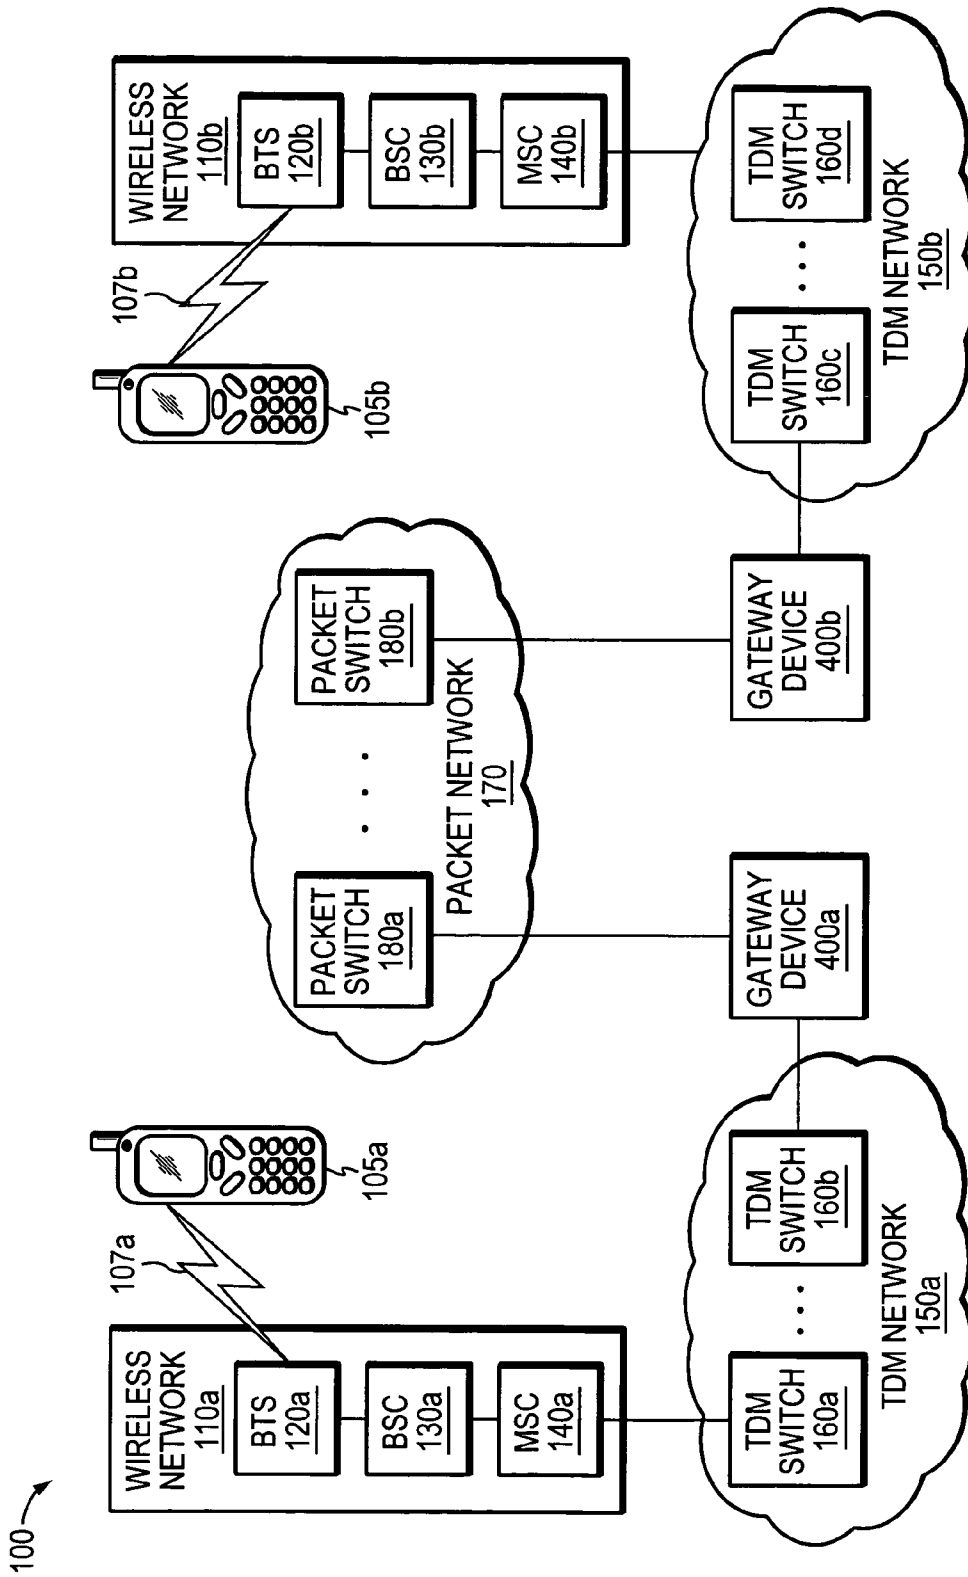 100
WIRELESS
NETWORK
110a
BTS
120a
BSC
130a
MSC
140a
107a
105a
TDM
SWITCH
160a
. . .
TDM
SWITCH
160b
TDM NETWORK
150a
GATEWAY
DEVICE
400a
PACKET
SWITCH
180a
. . .
PACKET
SWITCH
180b
PACKET NETWORK
170
GATEWAY
DEVICE
400b
105b
107b
WIRELESS
NETWORK
110b
BTS
120b
BSC
130b
MSC
140b
TDM
SWITCH
160c
. . .
TDM
SWITCH
160d
TDM NETWORK
150b